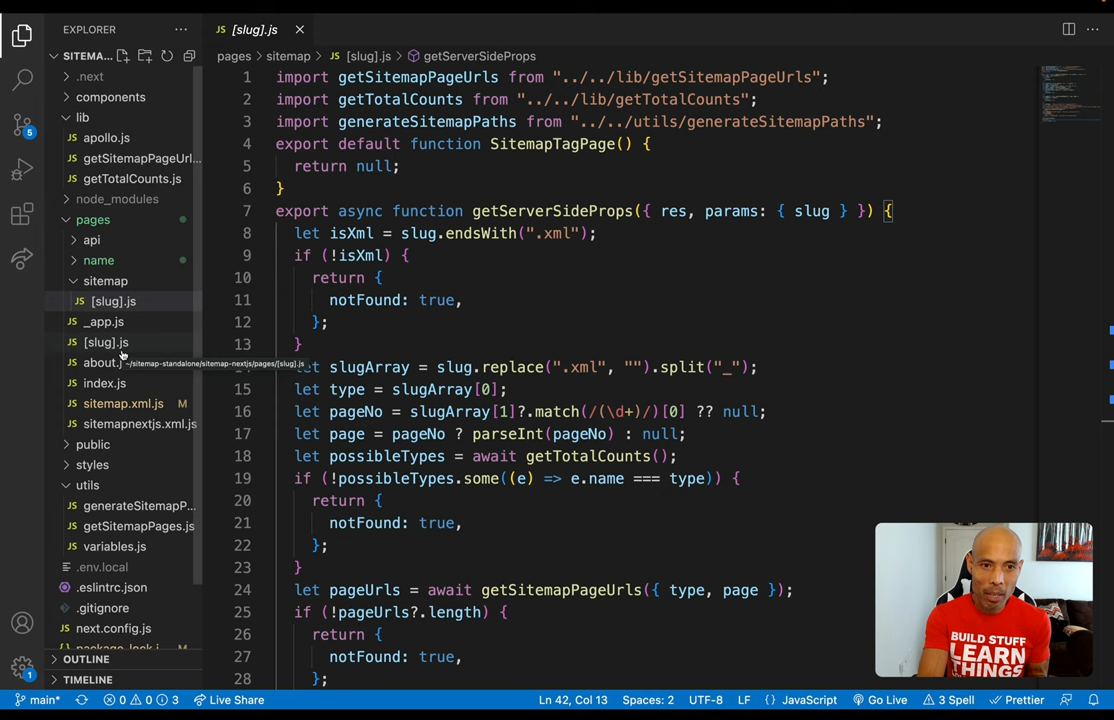 EXPLORER
SITEMA...
.next
components
lib
JS apollo.js
JS getSitemapPageUrl...
JS getTotalCounts.js
node_modules
pages
api
name
sitemap
JS [slug].js
JS _app.js
JS [slug].js
JS about.j
~/sitemap-standalone/sitemap-nextjs/pages/[slug].js
JS index.js
JS sitemap.xml.js M
JS sitemapnextjs.xml.js
public
styles
utils
JS generateSitemapP...
JS getSitemapPages.js
JS variables.js
.env.local
.eslintrc.json
.gitignore
JS next.config.js
OUTLINE
TIMELINE
5
1
JS [slug].js
pages > sitemap > JS [slug].js > getServerSideProps
1 import getSitemapPageUrls from "../../lib/getSitemapPageUrls";
2 import getTotalCounts from "../../lib/getTotalCounts";
3 import generateSitemapPaths from "../../utils/generateSitemapPaths";
4 export default function SitemapTagPage() {
5 return null;
6 }
7 export async function getServerSideProps({ res, params: { slug } }) {
8 let isXml = slug.endsWith(".xml");
9 if (!isXml) {
10 return {
11 notFound: true,
12 };
13 }
14 let slugArray = slug.replace(".xml", "").split("_");
15 let type = slugArray[0];
16 let pageNo = slugArray[1]?.match(/(\d+)/)[0] ?? null;
17 let page = pageNo ? parseInt(pageNo) : null;
18 let possibleTypes = await getTotalCounts();
19 if (!possibleTypes.some((e) => e.name === type)) {
20 return {
21 notFound: true,
22 };
23 }
24 let pageUrls = await getSitemapPageUrls({ type, page });
25 if (!pageUrls?.length) {
26 return {
27 notFound: true,
28 };
BUILD STUFF
LEARN
THINGS
main* 0 0 3 Live Share Ln 42, Col 13 Spaces: 2 UTF-8 LF {} JavaScript Go Live 3 Spell Prettier